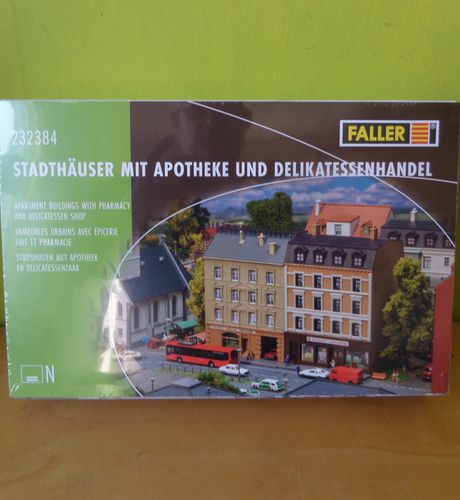 232384
FALLER
STADTHÄUSER MIT APOTHEKE UND DELIKATESSENHANDEL
APARTMENT BUILDINGS WITH PHARMACY
AND DELICATESSEN SHOP
IMMEUBLES URBAINS AVEC ÉPICERIE
FINE ET PHARMACIE
STADSHUIZEN MET APOTHEEK
EN DELICATESSENZAAK
N